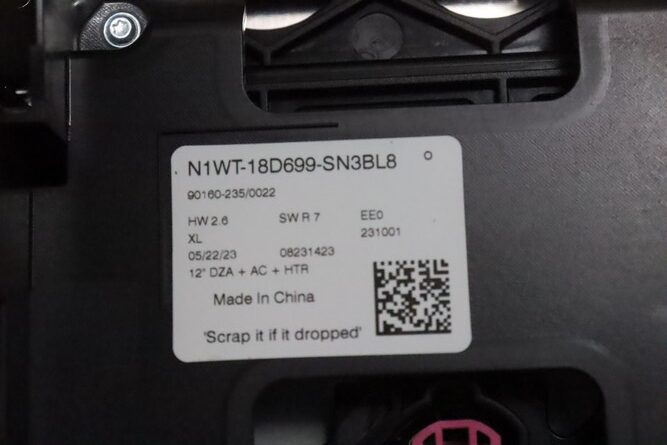 N1WT-18D699-SN3BL8
90160-235/0022
HW 2.6 SW R 7 EE0
XL 231001
05/22/23 08231423
12" DZA + AC + HTR
Made In China
'Scrap it if it dropped'